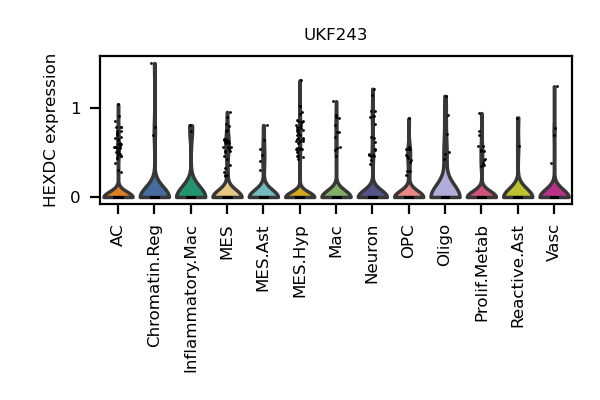 UKF243
HEXDC expression
1
0
AC
Chromatin.Reg
Inflammatory.Mac
MES
MES.Ast
MES.Hyp
Mac
Neuron
OPC
Oligo
Prolif.Metab
Reactive.Ast
Vasc